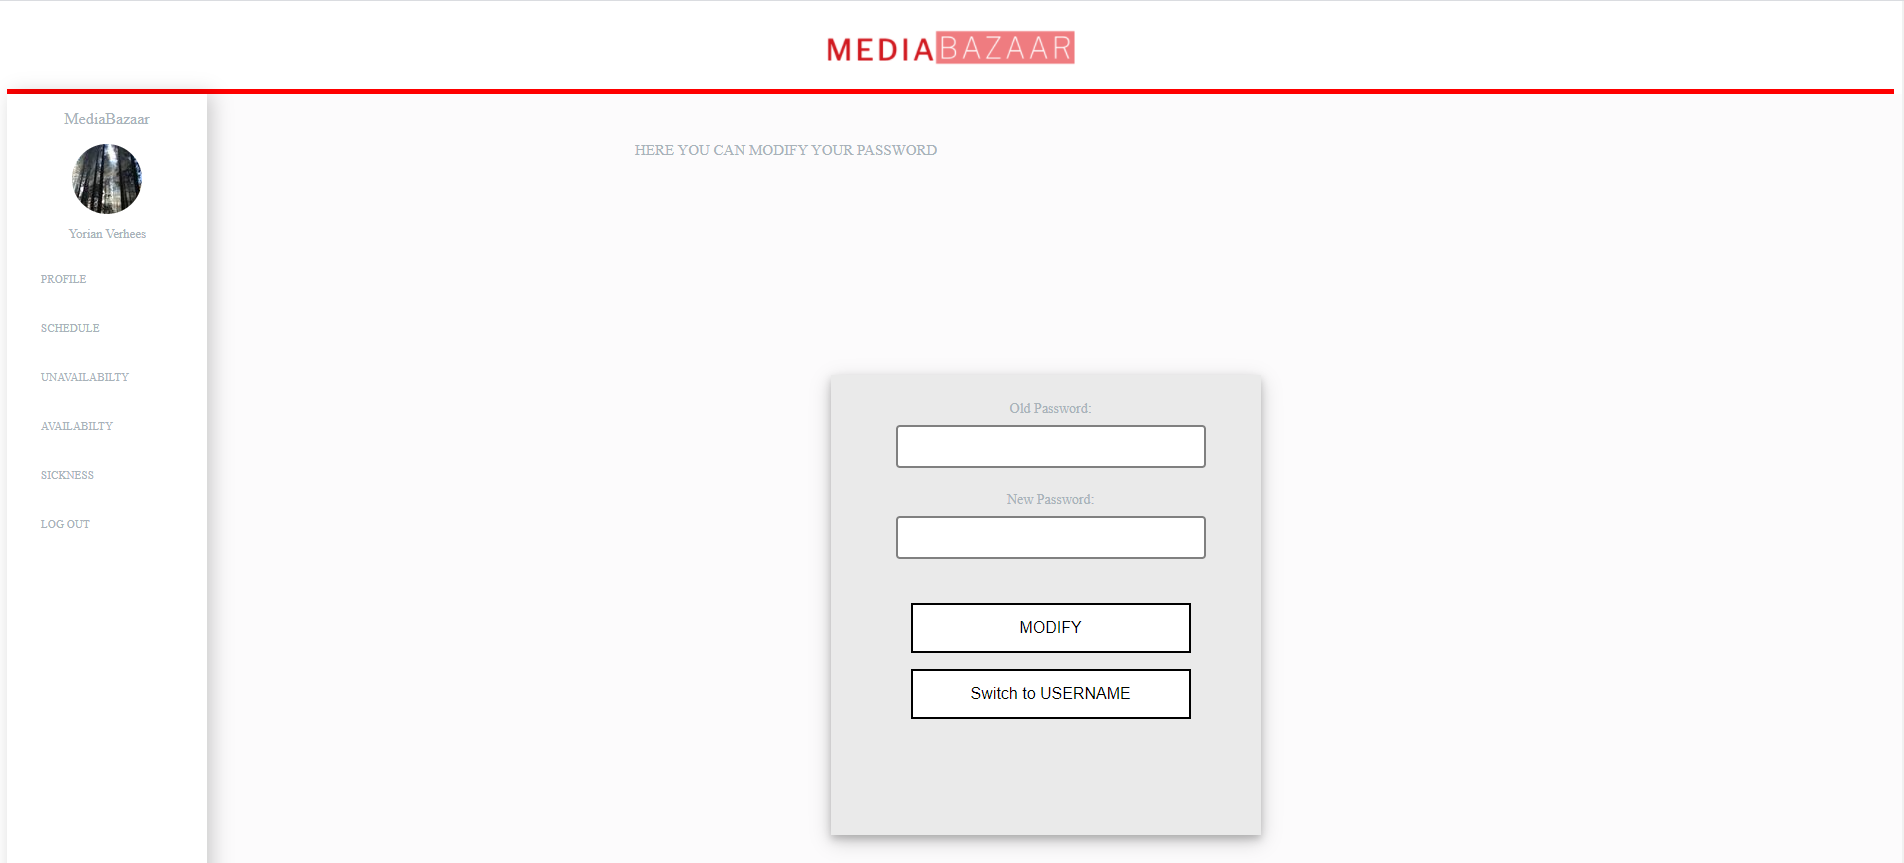 MEDIABAZAAR
MediaBazaar
Yorian Verhees
PROFILE
SCHEDULE
UNAVAILABILTY
AVAILABILTY
SICKNESS
LOG OUT
HERE YOU CAN MODIFY YOUR PASSWORD
Old Password:
New Password:
MODIFY
Switch to USERNAME